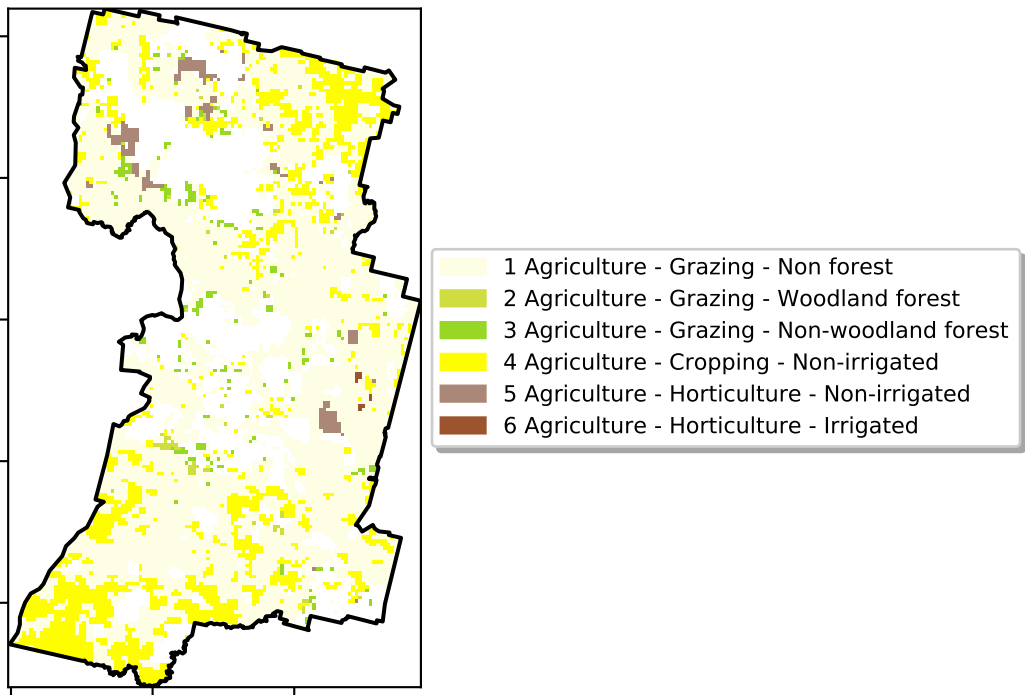 1 Agriculture - Grazing - Non forest
2 Agriculture - Grazing - Woodland forest
3 Agriculture - Grazing - Non-woodland forest
4 Agriculture - Cropping - Non-irrigated
5 Agriculture - Horticulture - Non-irrigated
6 Agriculture - Horticulture - Irrigated